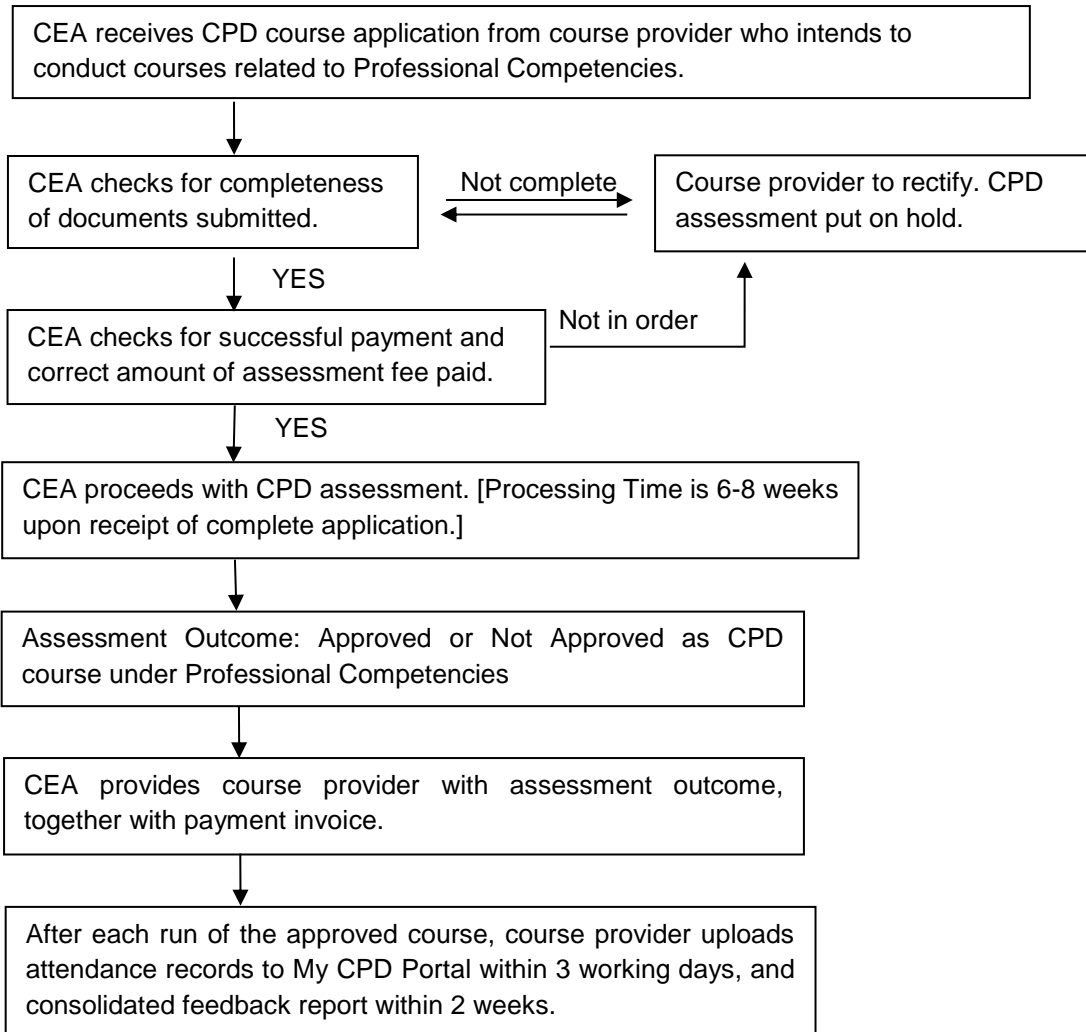 CEA receives CPD course application from course provider who intends to
conduct courses related to Professional Competencies.
CEA checks for completeness
of documents submitted.
Not complete
Course provider to rectify. CPD
assessment put on hold.
YES
CEA checks for successful payment and
correct amount of assessment fee paid.
Not in order
YES
CEA proceeds with CPD assessment. [Processing Time is 6-8 weeks
upon receipt of complete application.]
Assessment Outcome: Approved or Not Approved as CPD
course under Professional Competencies
CEA provides course provider with assessment outcome,
together with payment invoice.
After each run of the approved course, course provider uploads
attendance records to My CPD Portal within 3 working days, and
consolidated feedback report within 2 weeks.